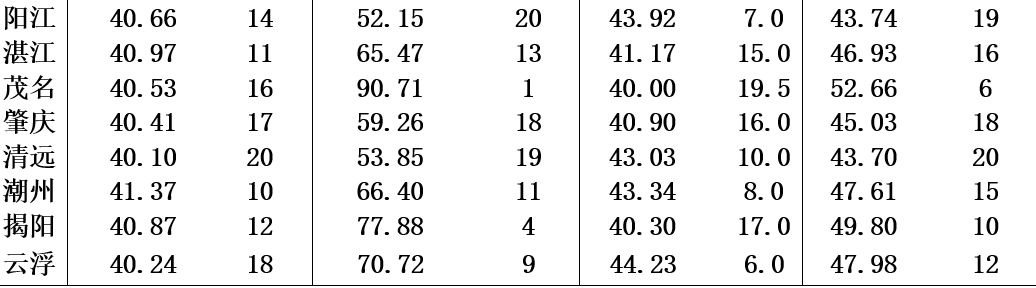 阳江 40.66 14 52.15 20 43.92 7.0 43.74 19
湛江 40.97 11 65.47 13 41.17 15.0 46.93 16
茂名 40.53 16 90.71 1 40.00 19.5 52.66 6
肇庆 40.41 17 59.26 18 40.90 16.0 45.03 18
清远 40.10 20 53.85 19 43.03 10.0 43.70 20
潮州 41.37 10 66.40 11 43.34 8.0 47.61 15
揭阳 40.87 12 77.88 4 40.30 17.0 49.80 10
云浮 40.24 18 70.72 9 44.23 6.0 47.98 12